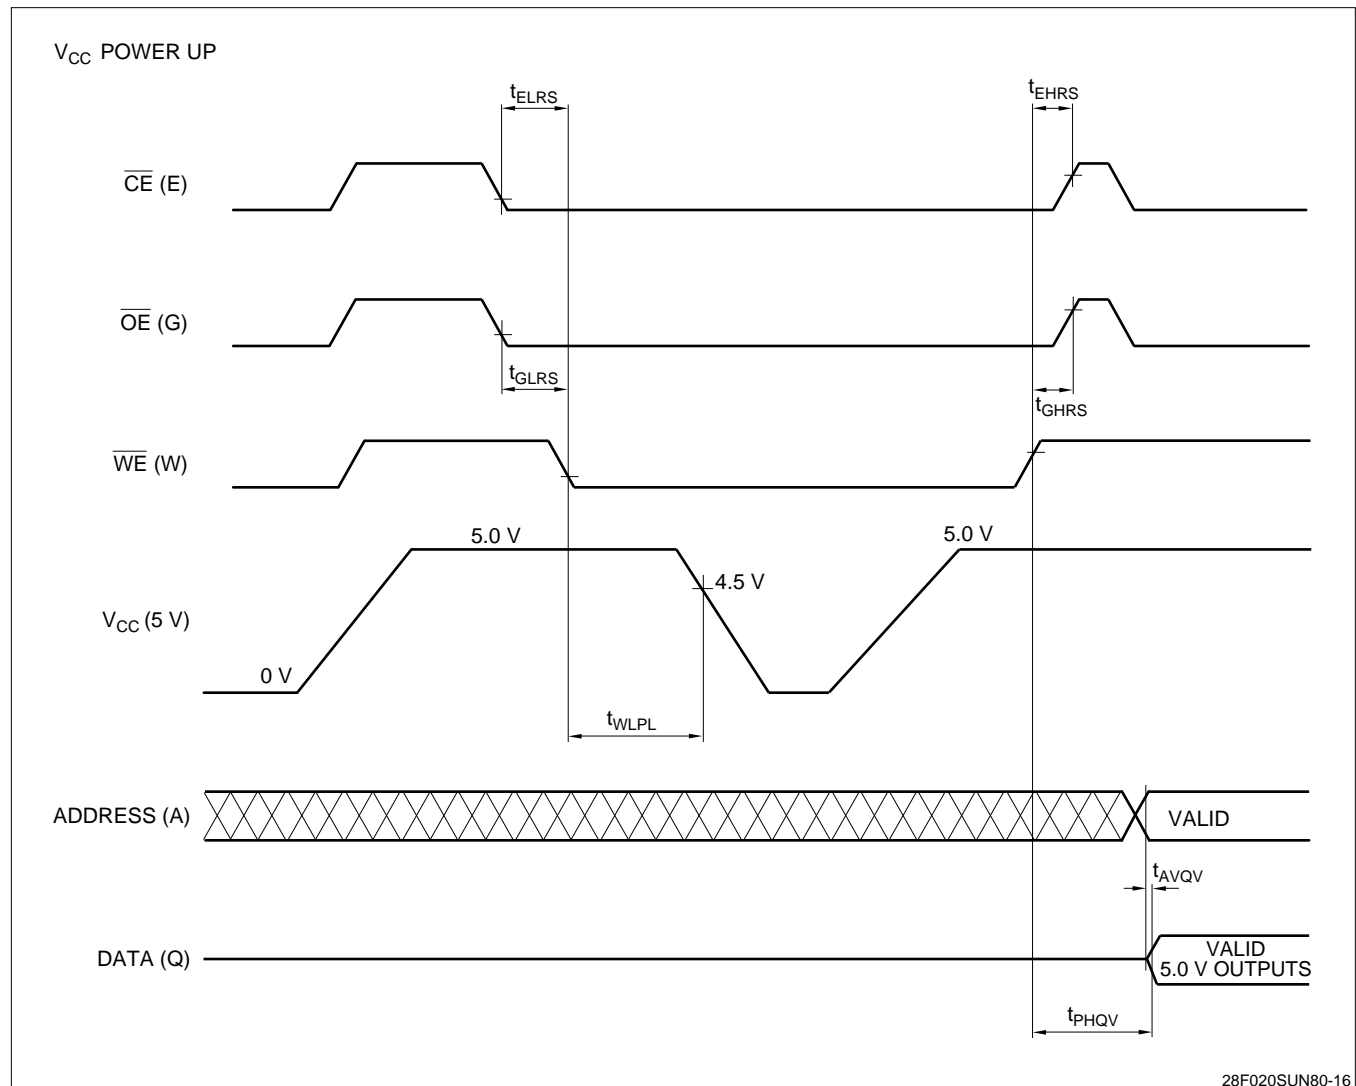 VCC POWER UP
tELRS
tEHRS
CE (E)
OE (G)
tGLRS
tGHRS
WE (W)
5.0 V
5.0 V
4.5 V
VCC (5 V)
0 V
tWLPL
ADDRESS (A)
VALID
tAVQV
DATA (Q)
VALID
5.0 V OUTPUTS
tPHQV
28F020SUN80-16